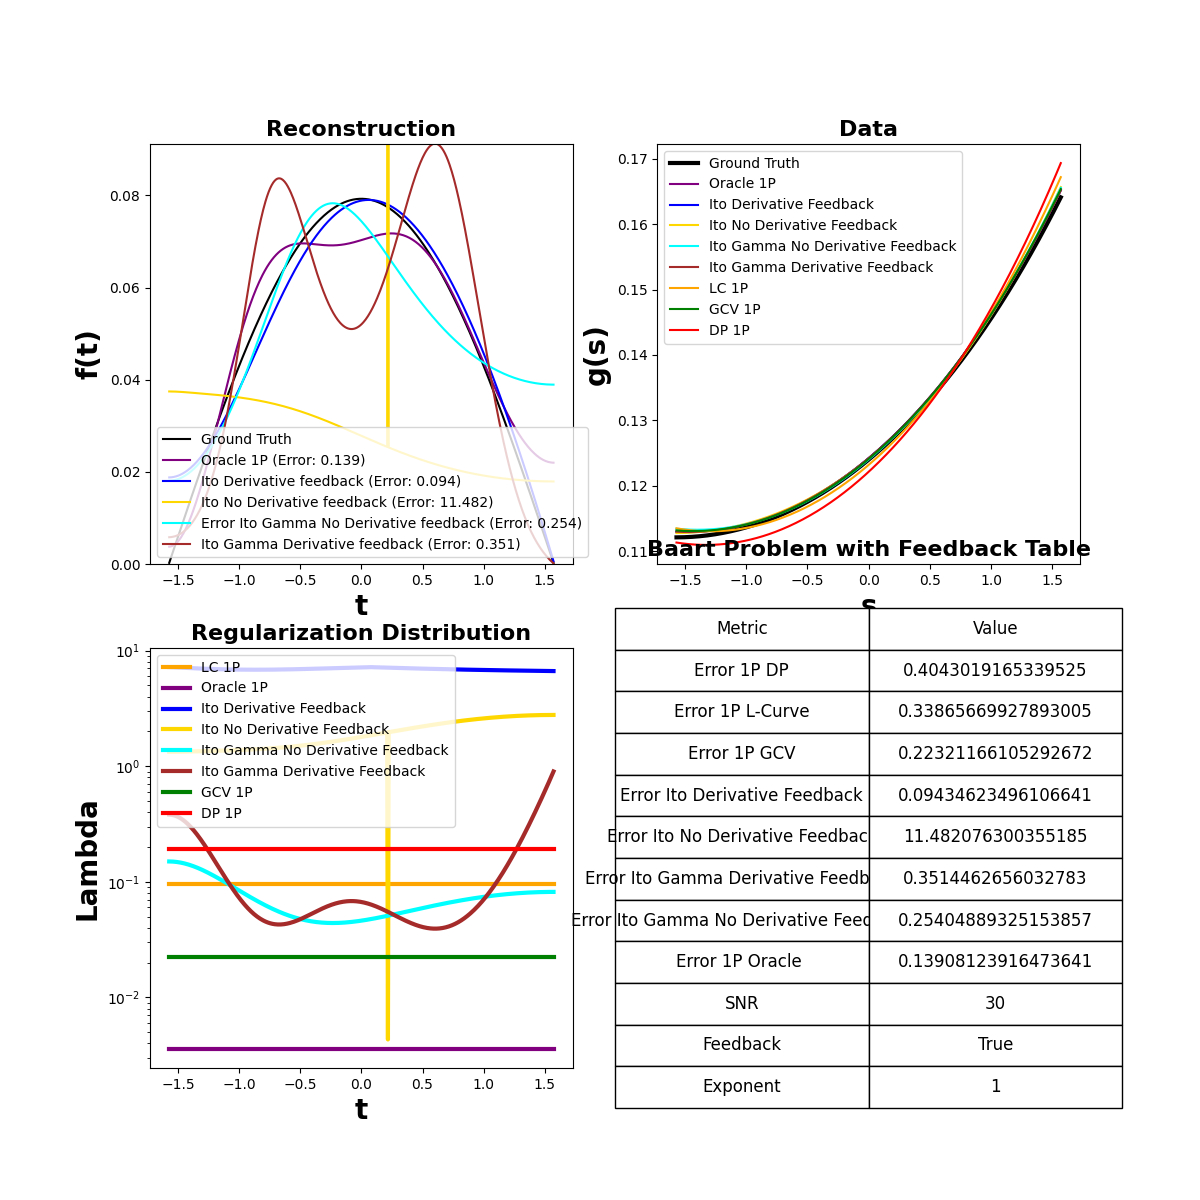 Reconstruction
f(t)
0.08
0.06
0.04
0.02
0.00
Ground Truth
Oracle 1P (Error: 0.139)
Ito Derivative feedback (Error: 0.094)
Ito No Derivative feedback (Error: 11.482)
Error Ito Gamma No Derivative feedback (Error: 0.254)
Ito Gamma Derivative feedback (Error: 0.351)
−1.5 −1.0 −0.5 0.0 0.5 1.0 1.5
t
Data
g(s)
0.17
0.16
0.15
0.14
0.13
0.12
0.11
Ground Truth
Oracle 1P
Ito Derivative Feedback
Ito No Derivative Feedback
Ito Gamma No Derivative Feedback
Ito Gamma Derivative Feedback
LC 1P
GCV 1P
DP 1P
−1.5 −1.0 −0.5 0.0 0.5 1.0 1.5
s
Regularization Distribution
Lambda
10^1
10^0
10^−1
10^−2
LC 1P
Oracle 1P
Ito Derivative Feedback
Ito No Derivative Feedback
Ito Gamma No Derivative Feedback
Ito Gamma Derivative Feedback
GCV 1P
DP 1P
−1.5 −1.0 −0.5 0.0 0.5 1.0 1.5
t
Baart Problem with Feedback Table
Metric Value
Error 1P DP 0.4043019165339525
Error 1P L-Curve 0.33865669927893005
Error 1P GCV 0.22321166105292672
Error Ito Derivative Feedback 0.09434623496106641
Error Ito No Derivative Feedbac 11.482076300355185
Error Ito Gamma Derivative Feedb 0.3514462656032783
Error Ito Gamma No Derivative Feed 0.25404889325153857
Error 1P Oracle 0.13908123916473641
SNR 30
Feedback True
Exponent 1